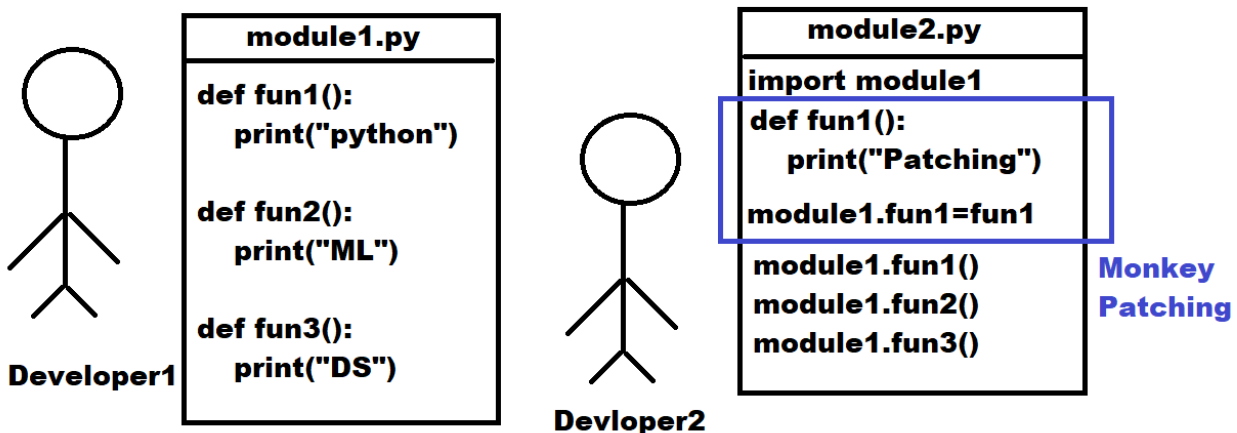 module1.py
def fun1():
print("python")
def fun2():
print("ML")
def fun3():
print("DS")
Developer1
module2.py
import module1
def fun1():
print("Patching")
module1.fun1=fun1
module1.fun1()
module1.fun2()
module1.fun3()
Monkey
Patching
Devloper2